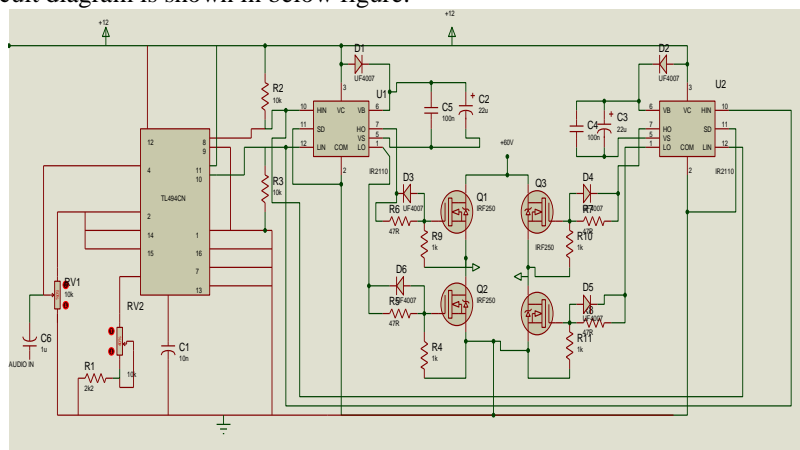 cuit diagram is shown in below figure.
+12
+12
D1
UF4007
D2
UF4007
R2
10k
U1
U2
3
3
10
11
12
HIN
SD
LIN
VC
COM
VB
HO
VS
LO
6
7
5
1
2
IR2110
C5
100n
C2
22u
C4
100n
C3
22u
6
7
5
1
VB
HO
VS
LO
VC
COM
HIN
SD
LIN
10
11
12
2
IR2110
12
4
2
14
15
8
9
11
10
1
16
7
13
TL494CN
R3
10k
+60V
D3
UF4007
R6
47R
R9
1k
Q1
IRF250
Q3
IRF250
D4
UF4007
R7
47R
R10
1k
D6
UF4007
R5
47R
R4
1k
Q2
IRF250
D5
UF4007
R8
47R
R11
1k
RV1
10k
RV2
10k
C6
1u
AUDIO IN
R1
2k2
C1
10n